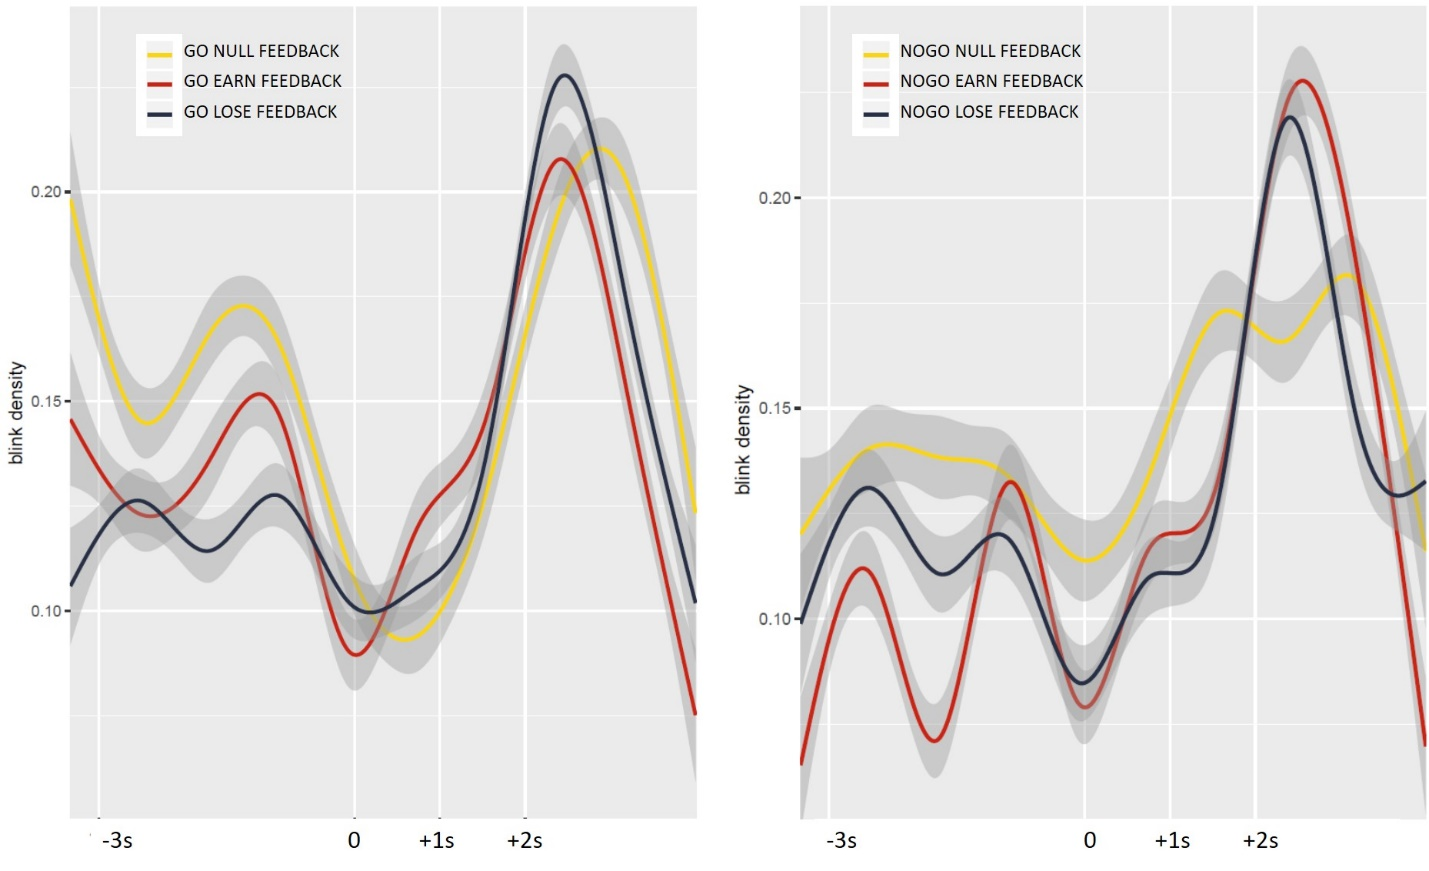 GO NULL FEEDBACK
GO EARN FEEDBACK
GO LOSE FEEDBACK
0.20
0.15
0.10
blink density
-3s 0 +1s +2s
NOGO NULL FEEDBACK
NOGO EARN FEEDBACK
NOGO LOSE FEEDBACK
0.20
0.15
0.10
blink density
-3s 0 +1s +2s